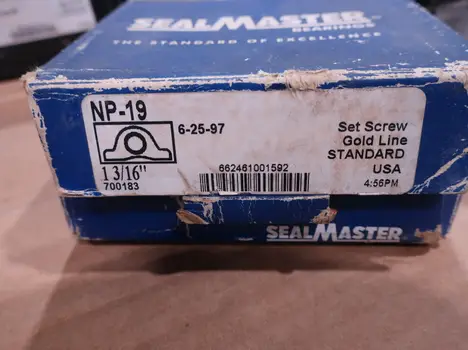 SEALMASTER
BEARINGS
THE STANDARD OF EXCELLENCE
NP-19
6-25-97
1 3/16"
700183
662461001592
Set Screw
Gold Line
STANDARD
USA
4:56PM
SEALMASTER